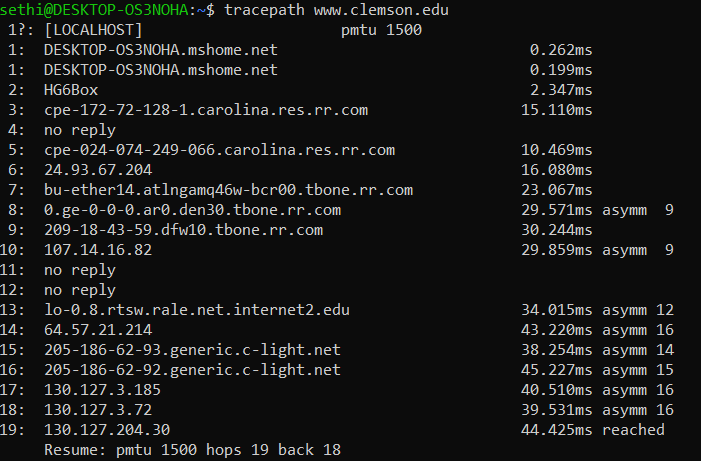 sethi@DESKTOP-OS3NOHA:~$ tracepath www.clemson.edu
1?: [LOCALHOST] pmtu 1500
1: DESKTOP-OS3NOHA.mshome.net 0.262ms
1: DESKTOP-OS3NOHA.mshome.net 0.199ms
2: HG6Box 2.347ms
3: cpe-172-72-128-1.carolina.res.rr.com 15.110ms
4: no reply
5: cpe-024-074-249-066.carolina.res.rr.com 10.469ms
6: 24.93.67.204 16.080ms
7: bu-ether14.atlngamq46w-bcr00.tbone.rr.com 23.067ms
8: 0.ge-0-0-0.ar0.den30.tbone.rr.com 29.571ms asymm 9
9: 209-18-43-59.dfw10.tbone.rr.com 30.244ms
10: 107.14.16.82 29.859ms asymm 9
11: no reply
12: no reply
13: lo-0.8.rtsw.rale.net.internet2.edu 34.015ms asymm 12
14: 64.57.21.214 43.220ms asymm 16
15: 205-186-62-93.generic.c-light.net 38.254ms asymm 14
16: 205-186-62-92.generic.c-light.net 45.227ms asymm 15
17: 130.127.3.185 40.510ms asymm 16
18: 130.127.3.72 39.531ms asymm 16
19: 130.127.204.30 44.425ms reached
Resume: pmtu 1500 hops 19 back 18